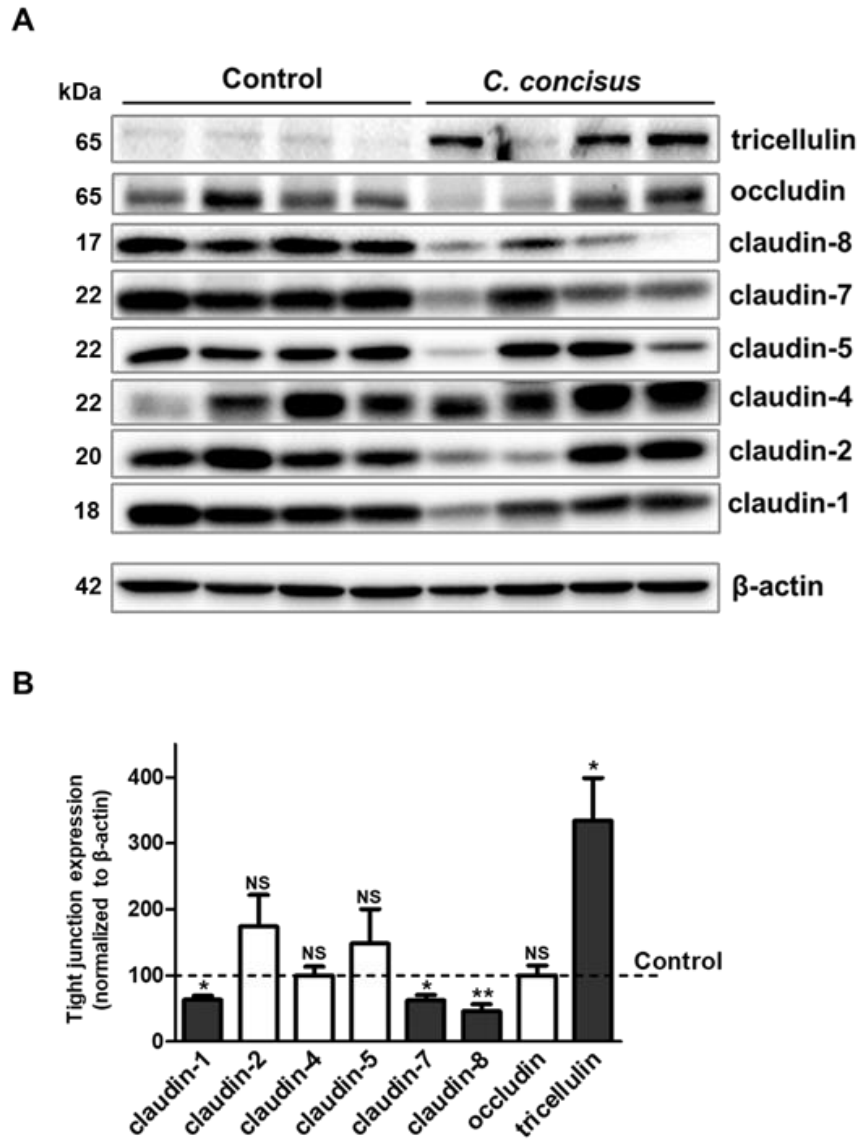 A
Control C. concisus
kDa
65 tricellulin
65 occludin
17 claudin-8
22 claudin-7
22 claudin-5
22 claudin-4
20 claudin-2
18 claudin-1
42 β-actin
B
Tight junction expression
(normalized to β-actin)
400
300
200
100
0
* NS NS NS * ** NS *
Control
claudin-1 claudin-2 claudin-4 claudin-5 claudin-7 claudin-8 occludin tricellulin